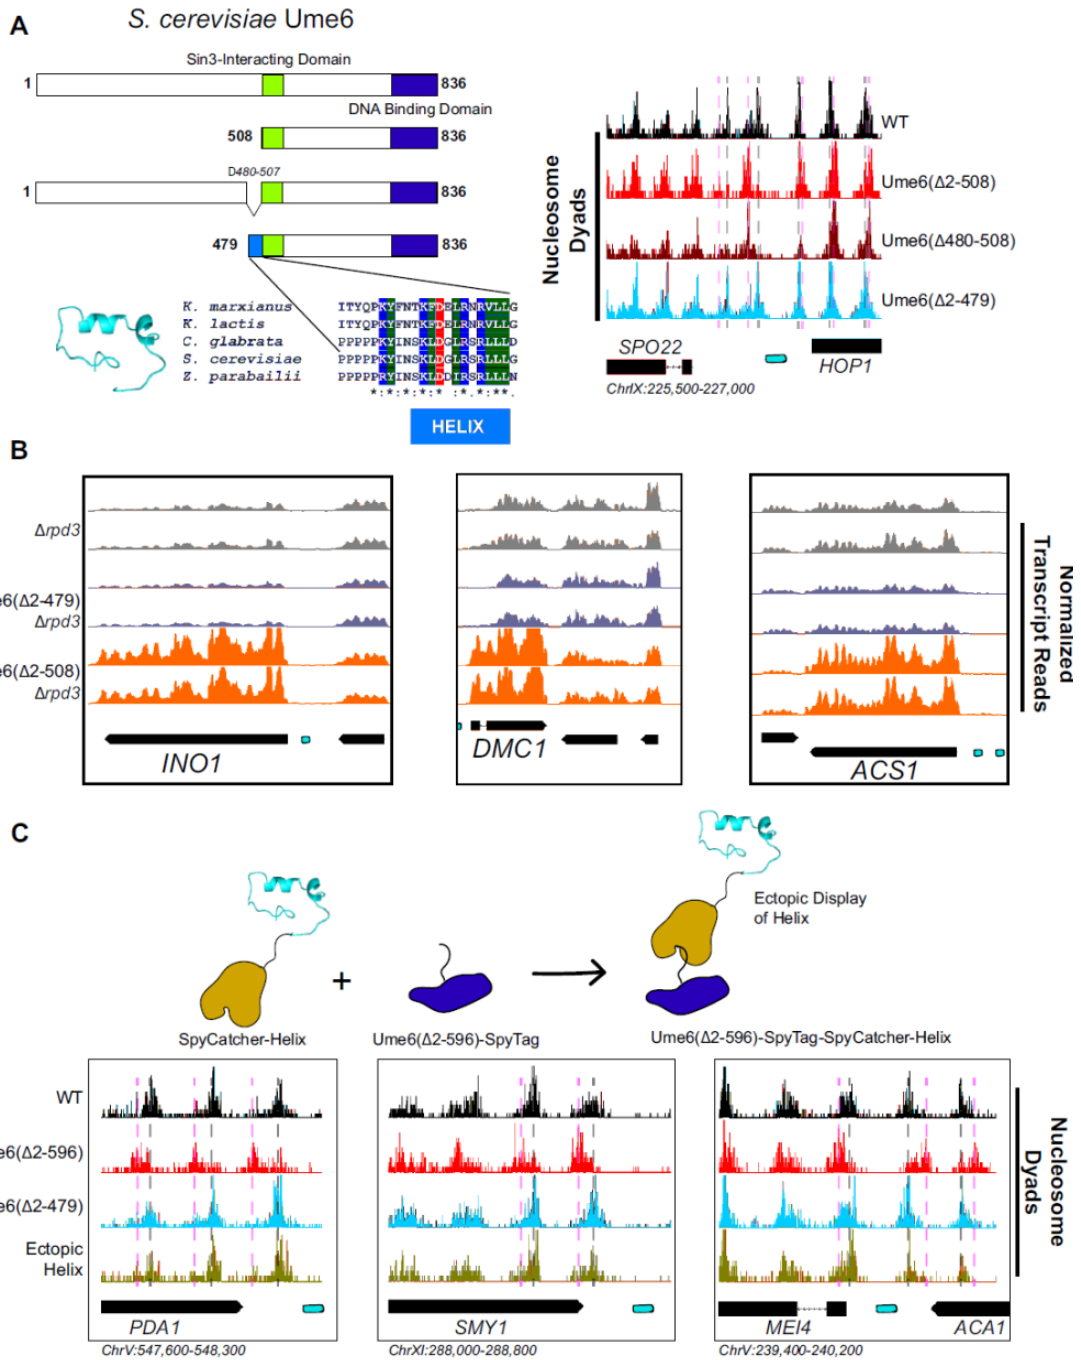 A
S. cerevisiae Ume6
Sin3-Interacting Domain
1
836
DNA Binding Domain
508
836
D480-507
1
836
479
836
K. marxianus ITYQPKYFNTKFDELRNRVLLG
K. lactis ITYQPKYFNTKFDELRNRVLLG
C. glabrata PPPPPKYINSKLDGLRSRLLLD
S. cerevisiae PPPPPKYINSKLDGLRSRLLLG
Z. parabailii PPPPPRYINSKLDDIRSRLLLN
HELIX
Nucleosome
Dyads
WT
Ume6(Δ2-508)
Ume6(Δ480-508)
Ume6(Δ2-479)
SPO22
HOP1
ChrIX:225,500-227,000
B
Δrpd3
e6(Δ2-479)
Δrpd3
e6(Δ2-508)
Δrpd3
INO1
DMC1
ACS1
Normalized
Transcript Reads
C
Ectopic Display
of Helix
+
SpyCatcher-Helix
Ume6(Δ2-596)-SpyTag
Ume6(Δ2-596)-SpyTag-SpyCatcher-Helix
WT
e6(Δ2-596)
e6(Δ2-479)
Ectopic
Helix
Nucleosome
Dyads
PDA1
SMY1
MEI4
ACA1
ChrV:547,600-548,300
ChrXI:288,000-288,800
ChrV:239,400-240,200